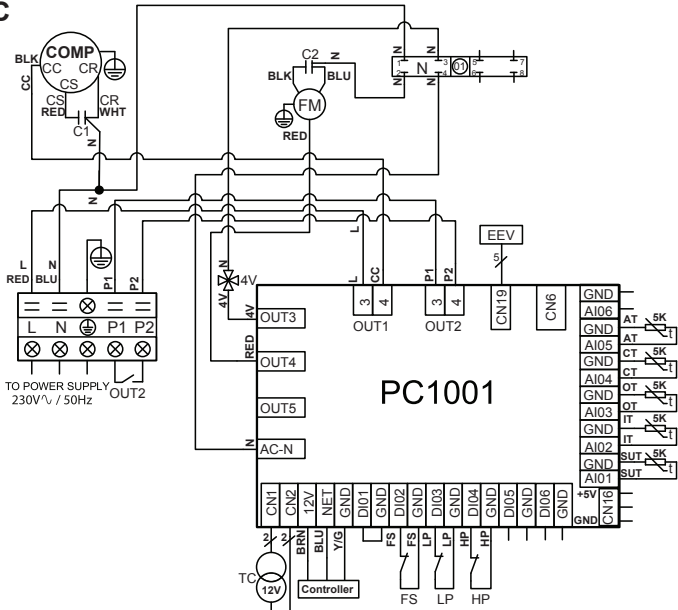 C
COMP
BLK
CC
CR
CS
CC
CS
RED
CR
WHT
C1
N
N
C2
N
BLK
BLU
FM
RED
N
N
1
3
5
7
N
01
2
4
6
8
N
N
L
RED
N
BLU
P1
P2
L
N
P1
P2
TO POWER SUPPLY
230V / 50Hz
OUT2
N
4V
4V
4V
RED
N
L
L
CC
P1
P2
EEV
5
3
4
OUT1
3
4
OUT2
CN19
CN6
OUT3
OUT4
OUT5
AC-N
PC1001
GND
AI06
GND
AI05
GND
AI04
GND
AI03
GND
AI02
GND
AI01
AT
5K
t
AT
CT
5K
t
CT
OT
5K
t
OT
IT
5K
t
IT
SUT
5K
t
SUT
+5V
GND
CN16
CN1
CN2
12V
NET
GND
DI01
GND
DI02
GND
DI03
GND
DI04
GND
DI05
GND
DI06
GND
2
2
BRN
BLU
Y/G
FS
FS
LP
LP
HP
HP
TC
12V
Controller
FS
LP
HP